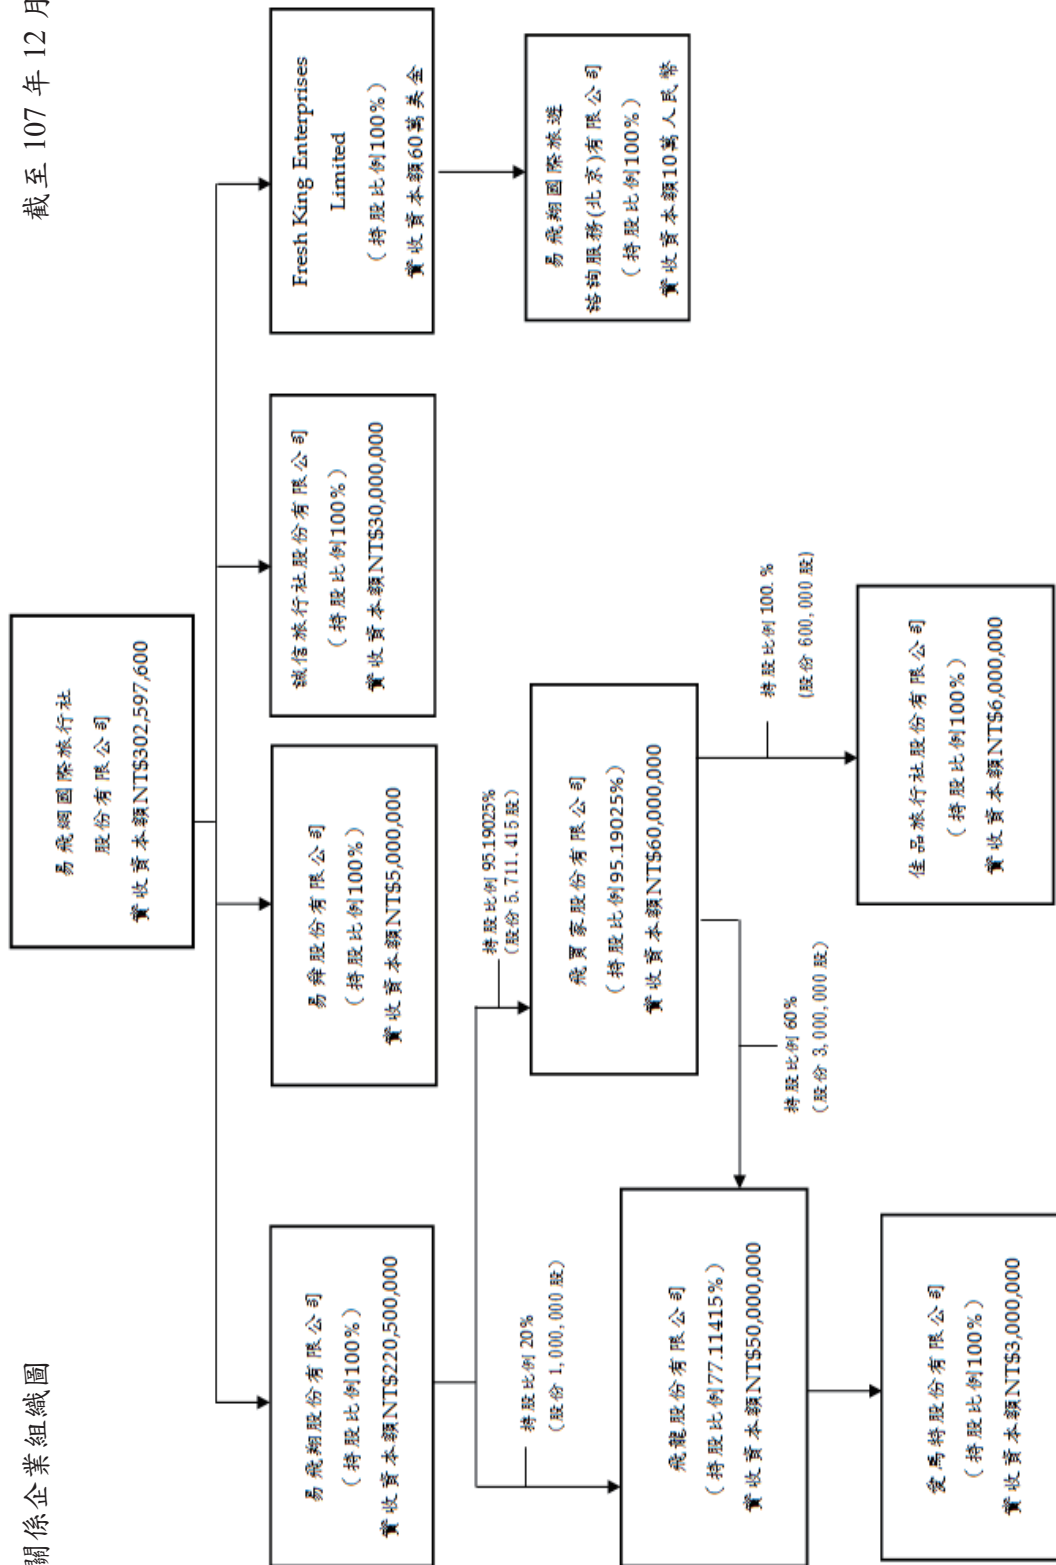 關係企業組織圖
截至 107 年 12 月
易飛網國際旅行社
股份有限公司
實收資本額NT$302,597,600
易飛翔股份有限公司
(持股比例100%)
實收資本額NT$220,500,000
易舜股份有限公司
(持股比例100%)
實收資本額NT$5,000,000
誠信旅行社股份有限公司
(持股比例100%)
實收資本額NT$30,000,000
Fresh King Enterprises
Limited
(持股比例100%)
實收資本額60萬美金
持股比例 20%
(股份 1,000,000 股)
持股比例 95.19025%
(股份 5,711,415 股)
飛買家股份有限公司
(持股比例95.19025%)
實收資本額NT$60,000,000
易飛翔國際旅遊
諮詢服務(北京)有限公司
(持股比例100%)
實收資本額10萬人民幣
飛龍股份有限公司
(持股比例77.11415%)
實收資本額NT$50,000,000
持股比例 60%
(股份 3,000,000 股)
持股比例 100.%
(股份 600,000 股)
愛馬特股份有限公司
(持股比例100%)
實收資本額NT$3,000,000
佳品旅行社股份有限公司
(持股比例100%)
實收資本額NT$6,000,000